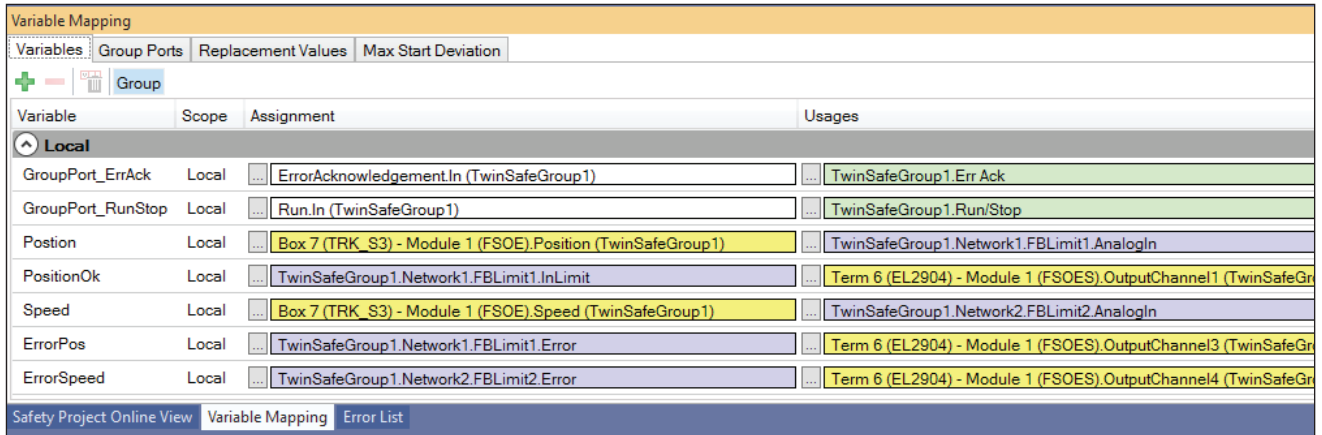 Variable Mapping
Variables Group Ports Replacement Values Max Start Deviation
Group
Variable Scope Assignment Usages
Local
GroupPort_ErrAck Local ... ErrorAcknowledgement.In (TwinSafeGroup1) ... TwinSafeGroup1.Err Ack
GroupPort_RunStop Local ... Run.In (TwinSafeGroup1) ... TwinSafeGroup1.Run/Stop
Postion Local ... Box 7 (TRK_S3) - Module 1 (FSOE).Position (TwinSafeGroup1) ... TwinSafeGroup1.Network1.FBLimit1.AnalogIn
PositionOk Local ... TwinSafeGroup1.Network1.FBLimit1.InLimit ... Term 6 (EL2904) - Module 1 (FSOES).OutputChannel1 (TwinSafeGr
Speed Local ... Box 7 (TRK_S3) - Module 1 (FSOE).Speed (TwinSafeGroup1) ... TwinSafeGroup1.Network2.FBLimit2.AnalogIn
ErrorPos Local ... TwinSafeGroup1.Network1.FBLimit1.Error ... Term 6 (EL2904) - Module 1 (FSOES).OutputChannel3 (TwinSafeGr
ErrorSpeed Local ... TwinSafeGroup1.Network2.FBLimit2.Error ... Term 6 (EL2904) - Module 1 (FSOES).OutputChannel4 (TwinSafeGr
Safety Project Online View Variable Mapping Error List